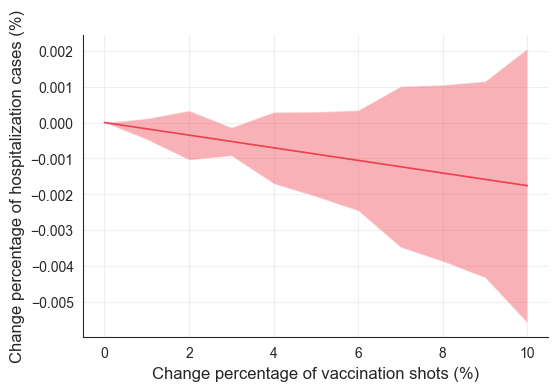 Change percentage of hospitalization cases (%)
0.002
0.001
0.000
−0.001
−0.002
−0.003
−0.004
−0.005
0 2 4 6 8 10
Change percentage of vaccination shots (%)